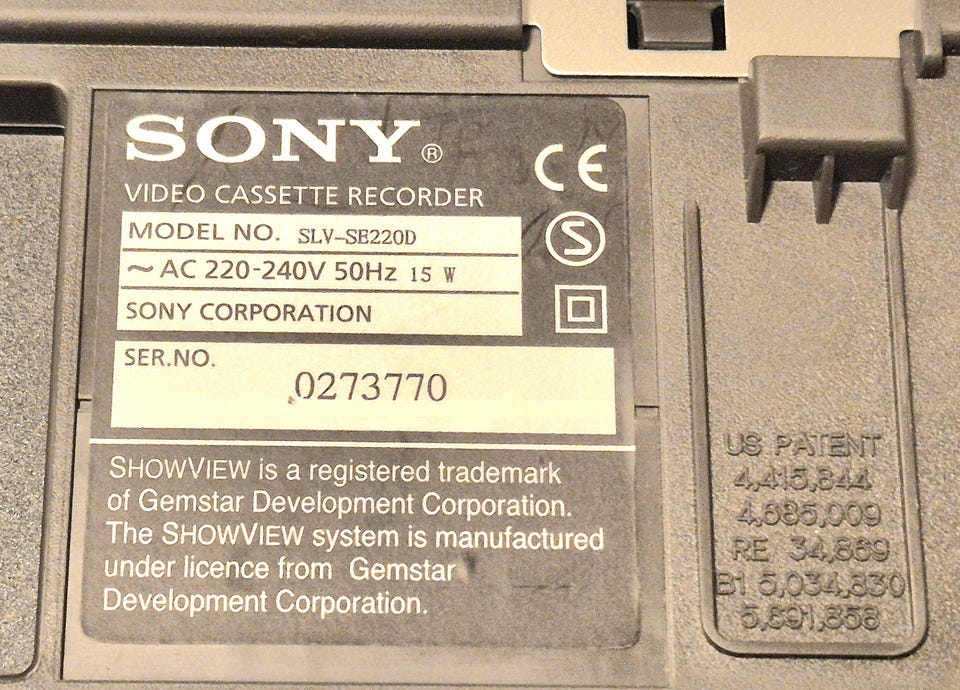 SONY®
VIDEO CASSETTE RECORDER
MODEL NO. SLV-SE220D
~ AC 220-240V 50Hz 15 W
SONY CORPORATION
SER.NO.
0273770
CE
S
SHOWVIEW is a registered trademark
of Gemstar Development Corporation.
The SHOWVIEW system is manufactured
under licence from Gemstar
Development Corporation.
US PATENT
4,415,844
4,685,009
RE 34,669
B1 5,034,830
5,691,858